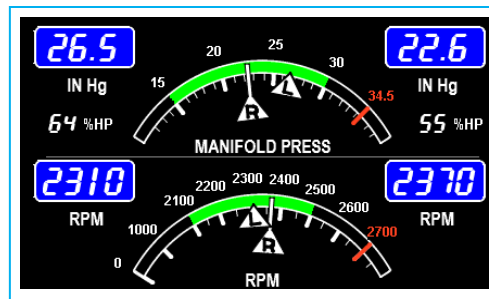 26.5
IN Hg
64 %HP
15
20
25
30
34.5
L
R
22.6
IN Hg
55 %HP
MANIFOLD PRESS
2310
RPM
0
1000
2100
2200
2300
2400
2500
2600
2700
L
R
2370
RPM
RPM